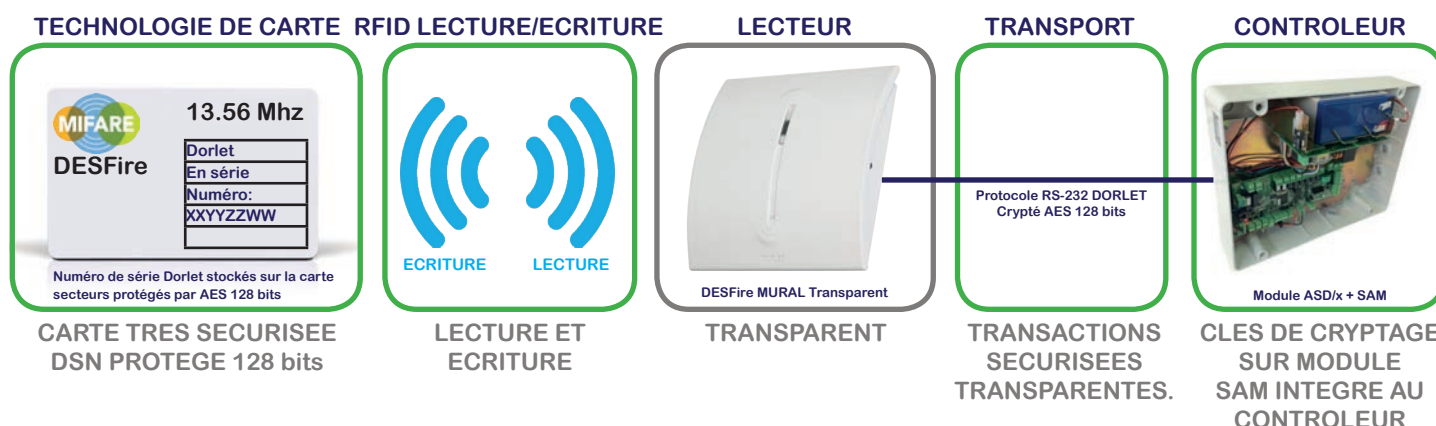 TECHNOLOGIE DE CARTE
RFID LECTURE/ECRITURE
LECTEUR
TRANSPORT
CONTROLEUR
MIFARE
DESFire
13.56 Mhz
Dorlet
En série
Numéro:
XXYYZZWW
Numéro de série Dorlet stockés sur la carte
secteurs protégés par AES 128 bits
ECRITURE
LECTURE
DESFire MURAL Transparent
Protocole RS-232 DORLET
Crypté AES 128 bits
Module ASD/x + SAM
CARTE TRES SECURISEE
DSN PROTEGE 128 bits
LECTURE ET
ECRITURE
TRANSPARENT
TRANSACTIONS
SECURISEES
TRANSPARENTES.
CLES DE CRYPTAGE
SUR MODULE
SAM INTEGRE AU
CONTROLEUR